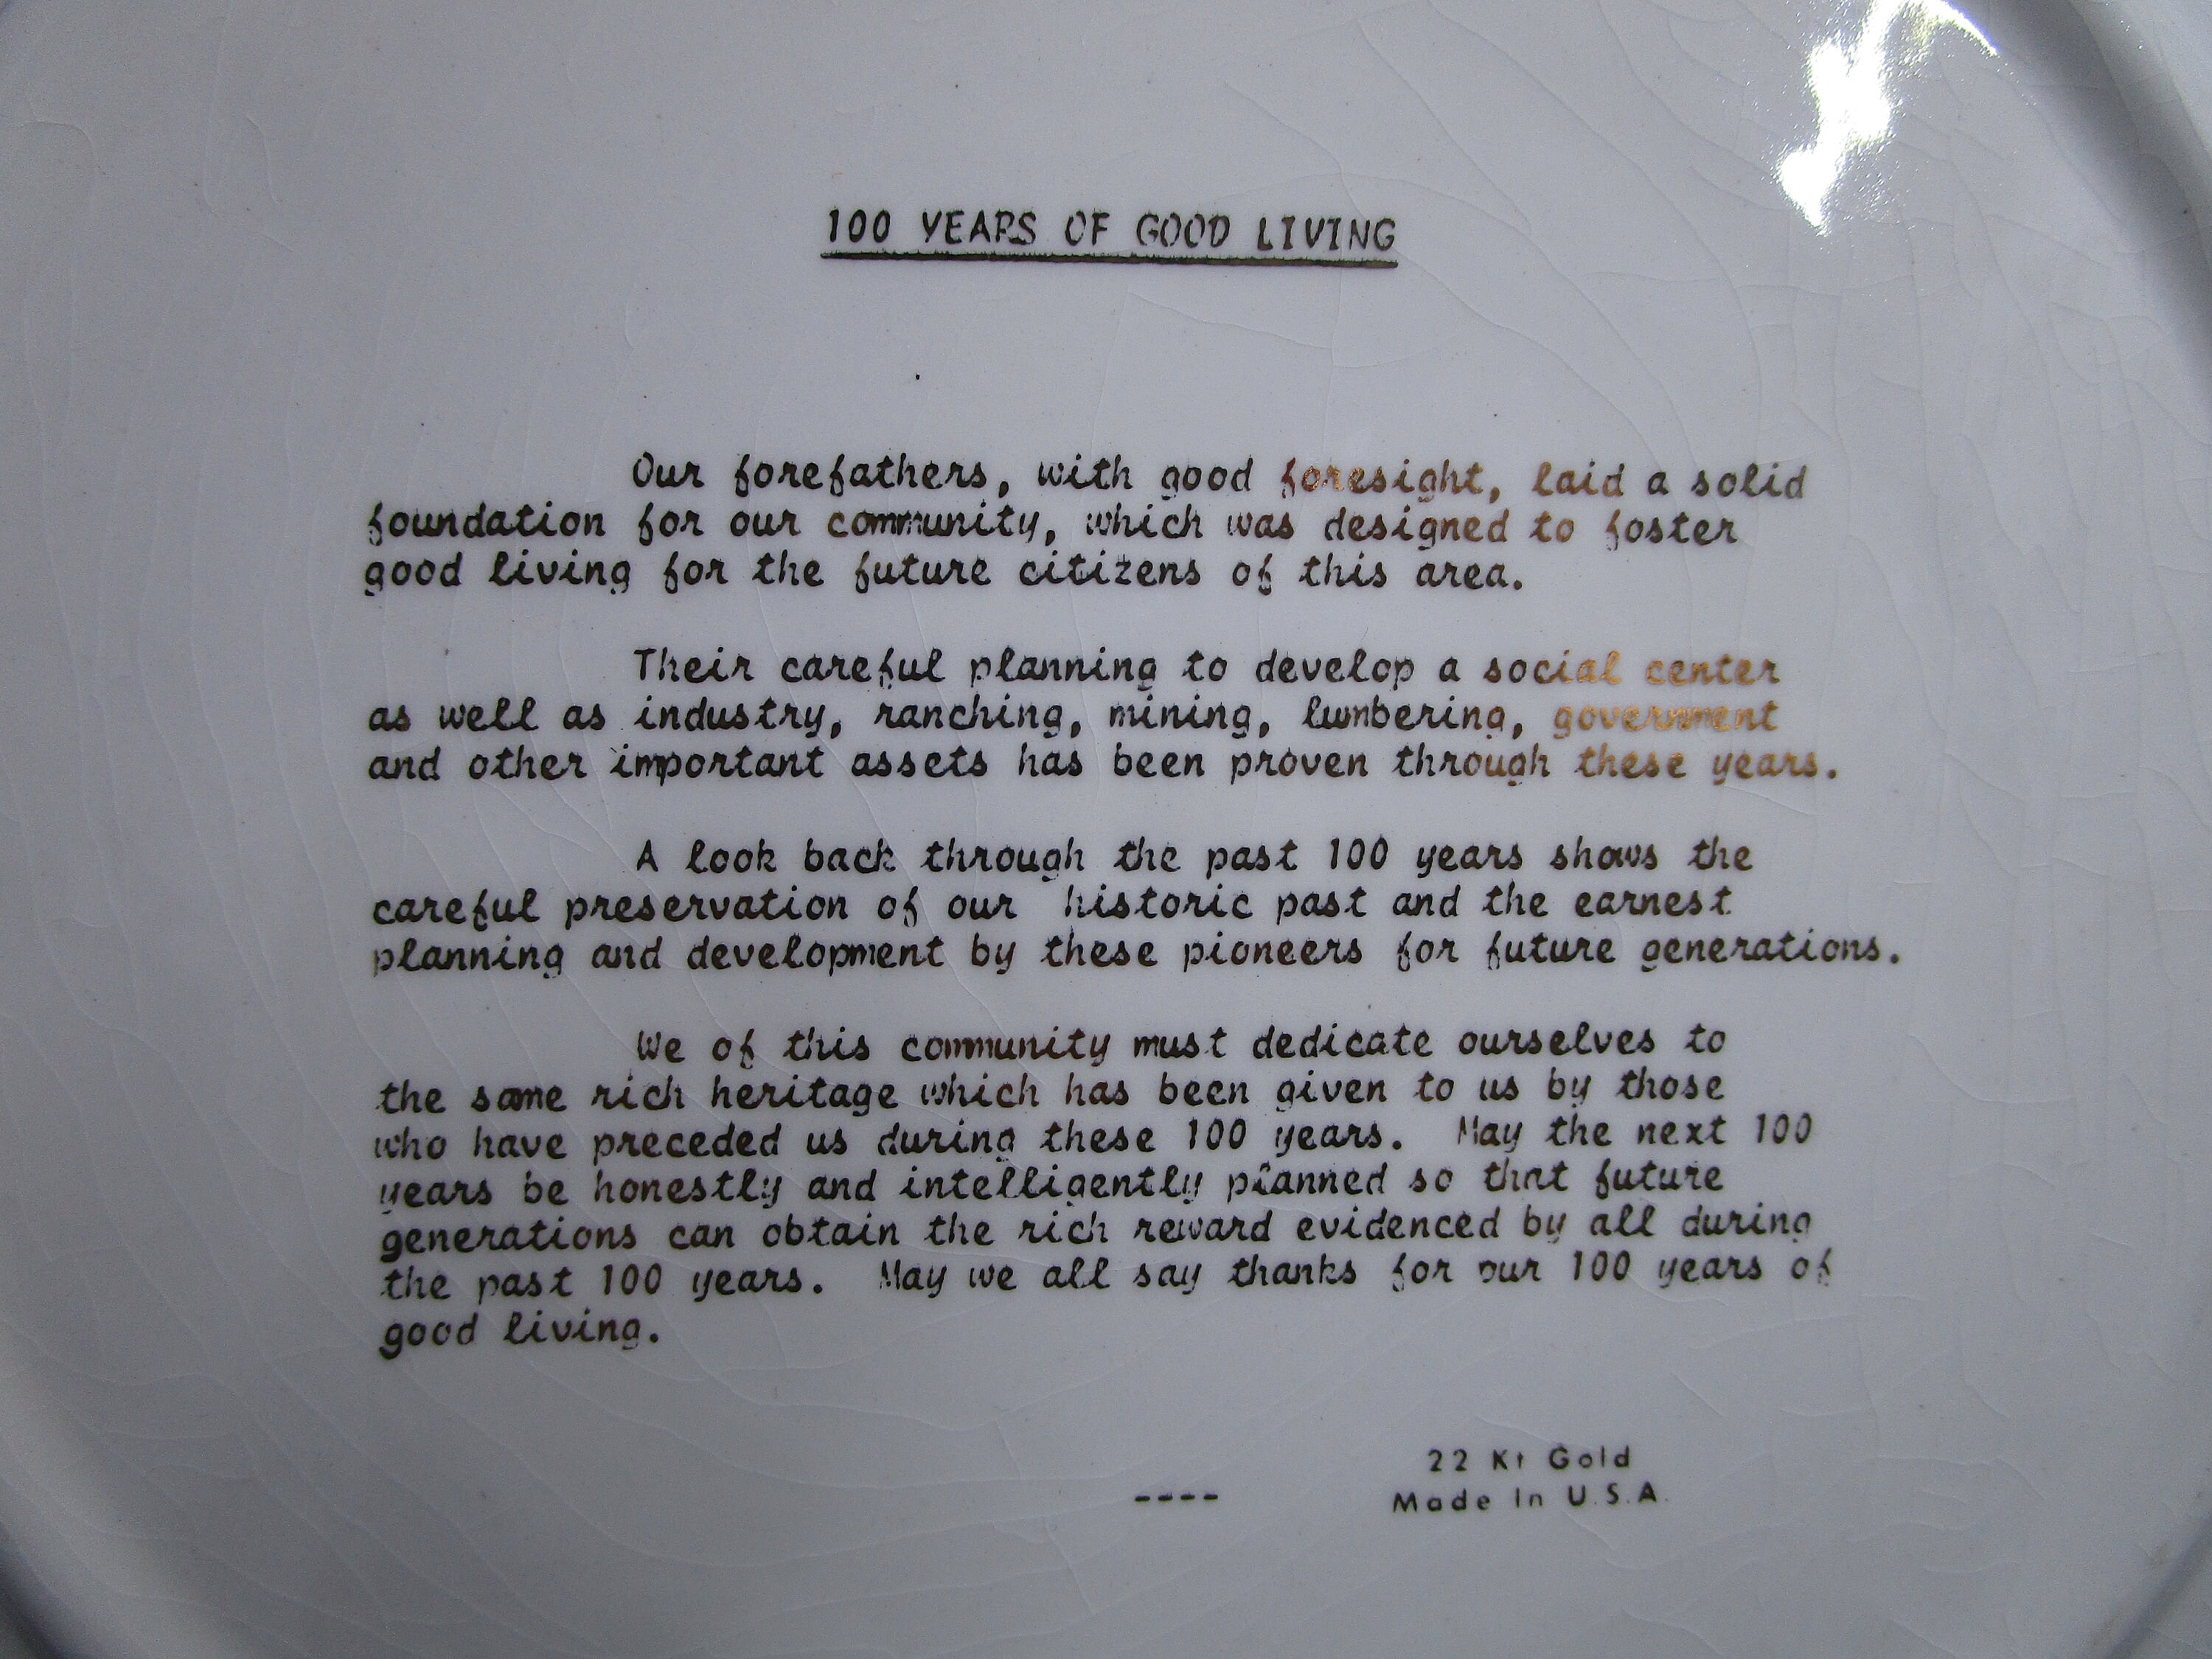 100 YEARS OF GOOD LIVING
Our forefathers, with good foresight, laid a solid
foundation for our community, which was designed to foster
good living for the future citizens of this area.
Their careful planning to develop a social center
as well as industry, ranching, mining, lumbering, government
and other important assets has been proven through these years.
A look back through the past 100 years shows the
careful preservation of our historic past and the earnest
planning and development by these pioneers for future generations.
We of this community must dedicate ourselves to
the same rich heritage which has been given to us by those
who have preceded us during these 100 years. May the next 100
years be honestly and intelligently planned so that future
generations can obtain the rich reward evidenced by all during
the past 100 years. May we all say thanks for our 100 years of
good living.
22 Kt Gold
---- Made In U.S.A.